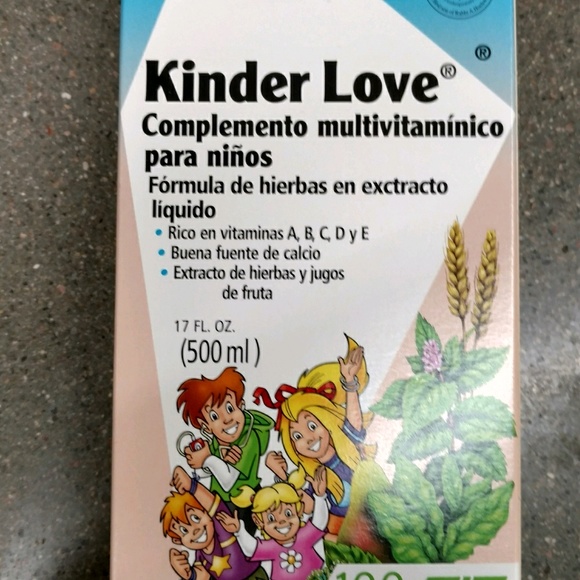 Kinder Love®
®
Complemento multivitamínico
para niños
Fórmula de hierbas en exctracto
líquido
• Rico en vitaminas A, B, C, D y E
• Buena fuente de calcio
• Extracto de hierbas y jugos
de fruta
17 FL. OZ.
(500 ml)